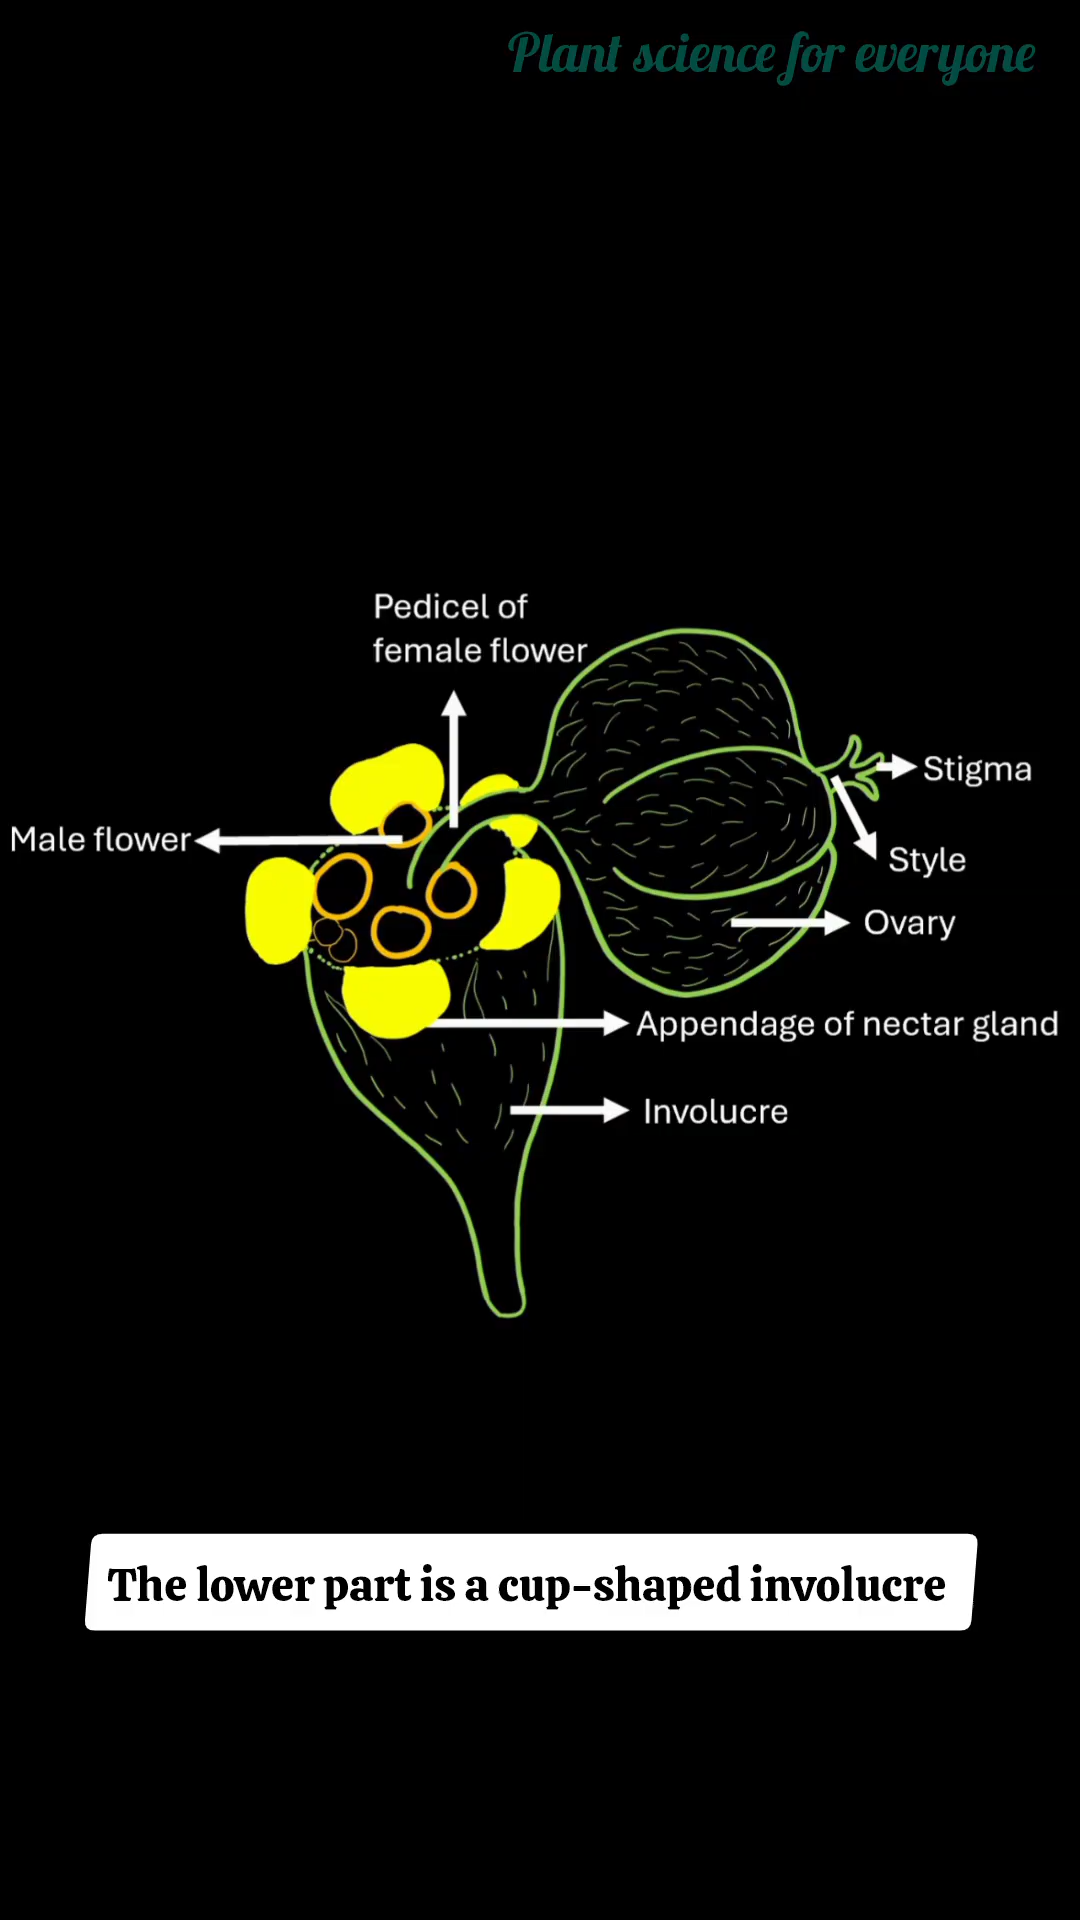 Plant science for everyone
Pedicel of
female flower
Stigma
Male flower
Style
Ovary
Appendage of nectar gland
Involucre
The lower part is a cup-shaped involucre